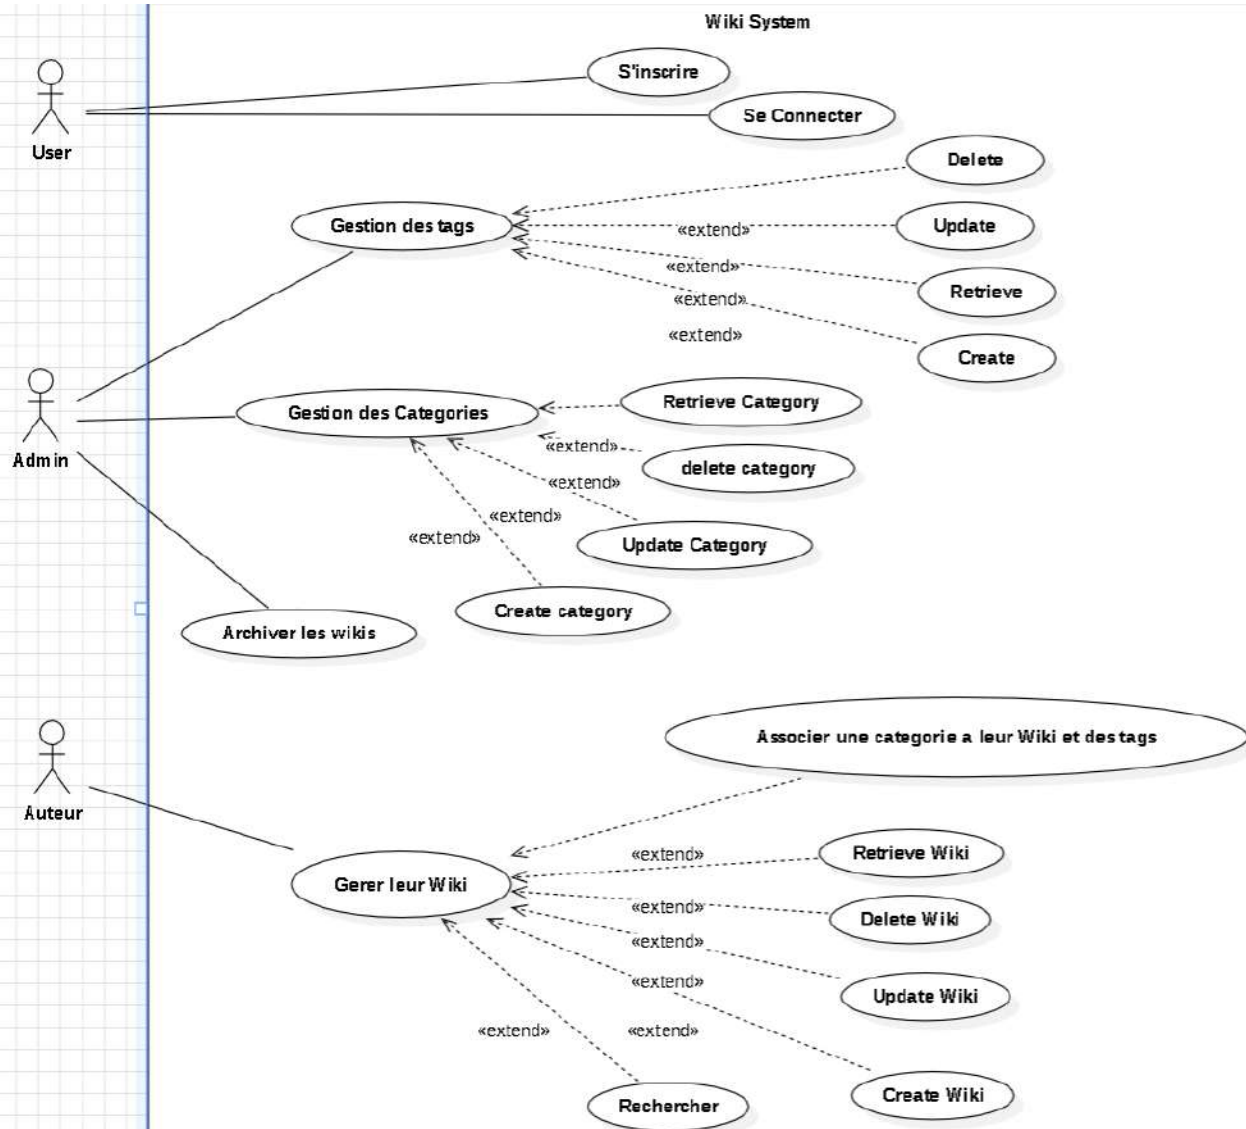 Wiki System
S'inscrire
Se Connecter
User
Delete
Gestion des tags
«extend»
Update
«extend»
Retrieve
«extend»
«extend»
Create
Admin
Gestion des Categories
Retrieve Category
«extend»
delete category
«extend»
«extend»
«extend»
Update Category
Create category
Archiver les wikis
Associer une categorie a leur Wiki et des tags
Auteur
Gerer leur Wiki
«extend»
Retrieve Wiki
«extend»
Delete Wiki
«extend»
«extend»
Update Wiki
«extend»
«extend»
Create Wiki
Rechercher